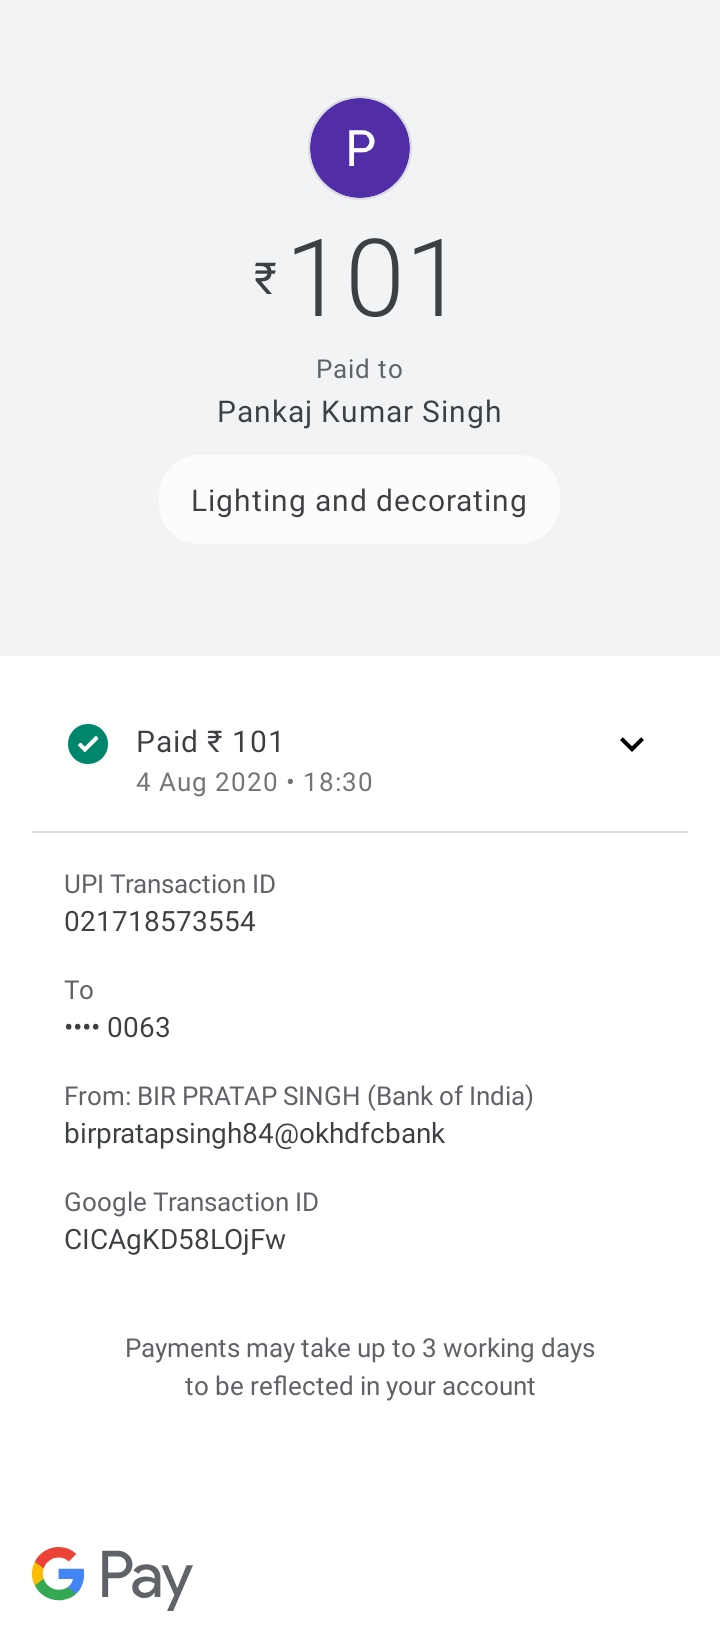 P
₹101
Paid to
Pankaj Kumar Singh
Lighting and decorating
Paid ₹ 101
4 Aug 2020 • 18:30
UPI Transaction ID
021718573554
To
•••• 0063
From: BIR PRATAP SINGH (Bank of India)
birpratapsingh84@okhdfcbank
Google Transaction ID
CICAgKD58LOjFw
Payments may take up to 3 working days
to be reflected in your account
G Pay